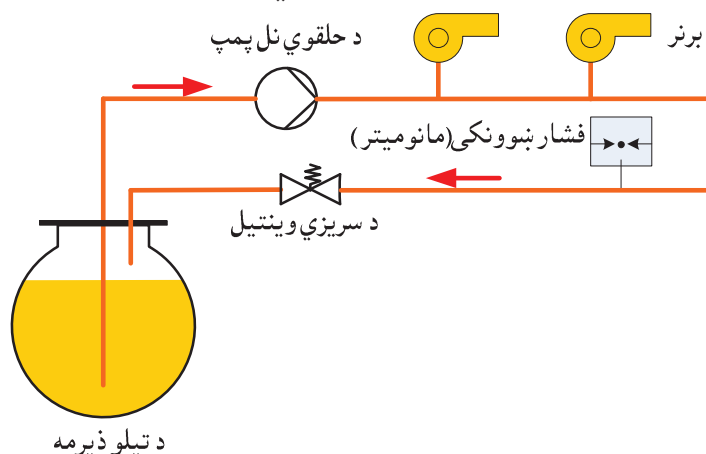 د حلقوي نل پمپ
برنر
فشار ښوونکی(مانومیتر)
د سریزي وینتیل
د تیلو ذیرمه